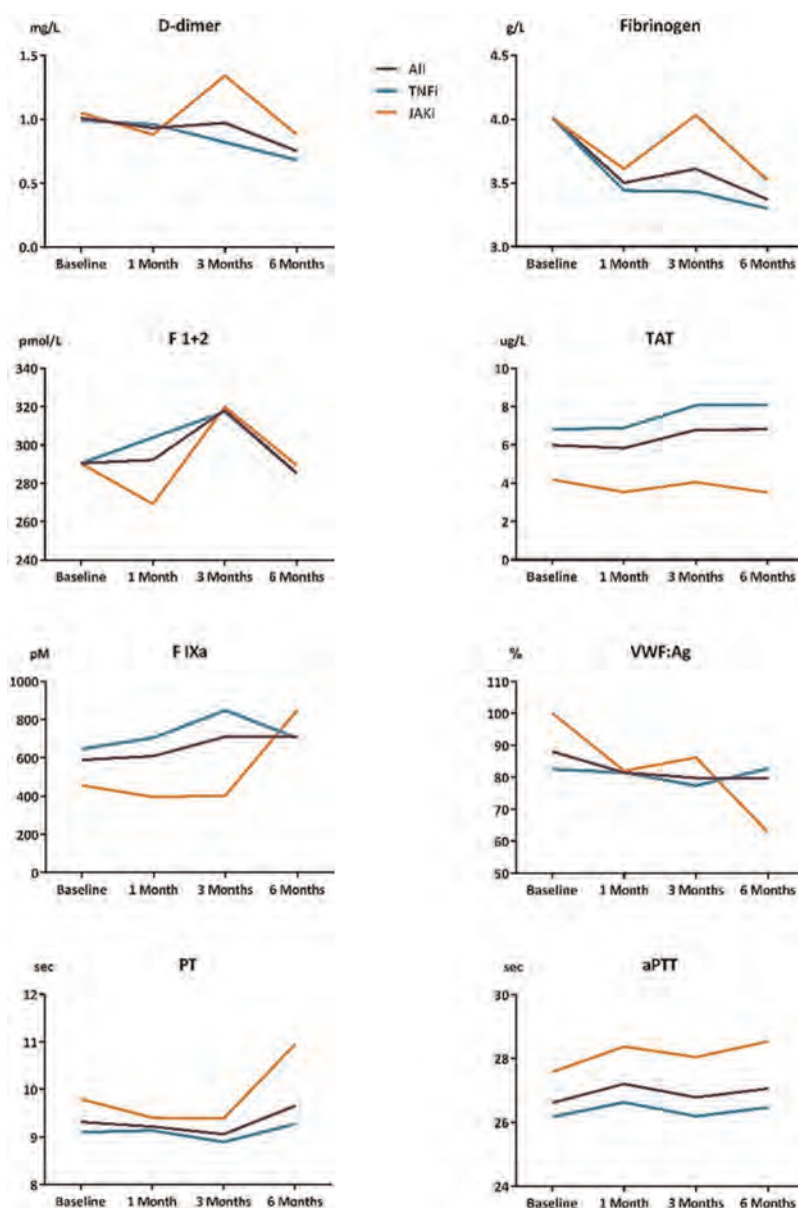 mg/L D-dimer
1.5
1.0
0.5
0.0
Baseline 1 Month 3 Months 6 Months
All
TNFi
JAKi
g/L Fibrinogen
4.5
4.0
3.5
3.0
Baseline 1 Month 3 Months 6 Months
pmol/L F 1+2
340
320
300
280
260
240
Baseline 1 Month 3 Months 6 Months
ug/L TAT
8
6
4
2
0
Baseline 1 Month 3 Months 6 Months
pM F IXa
1000
800
600
400
200
0
Baseline 1 Month 3 Months 6 Months
% VWF:Ag
110
100
90
80
70
60
50
Baseline 1 Month 3 Months 6 Months
sec PT
12
11
10
9
8
Baseline 1 Month 3 Months 6 Months
sec aPTT
30
28
26
24
Baseline 1 Month 3 Months 6 Months